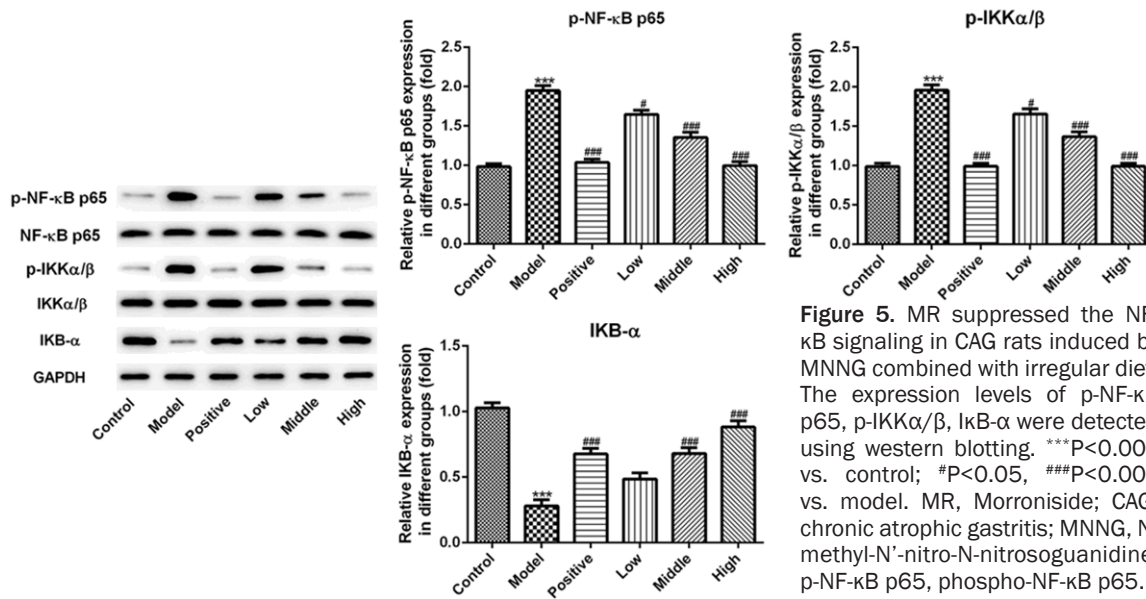 p-NF-κB p65
NF-κB p65
p-IKKα/β
IKKα/β
IKB-α
GAPDH
Control
Model
Positive
Low
Middle
High
p-NF-κB p65
Relative p-NF-κB p65 expression
in different groups (fold)
2.5
2.0
1.5
1.0
0.5
0.0
***
###
#
###
###
Control
Model
Positive
Low
Middle
High
p-IKKα/β
Relative p-IKKα/β expression
in different groups (fold)
2.5
2.0
1.5
1.0
0.5
0.0
***
###
#
###
###
Control
Model
Positive
Low
Middle
High
IKB-α
Relative IKB-α expression
in different groups (fold)
1.5
1.0
0.5
0.0
***
###
###
###
Control
Model
Positive
Low
Middle
High
Figure 5. MR suppressed the NF-
κB signaling in CAG rats induced b
MNNG combined with irregular die
The expression levels of p-NF-κ
p65, p-IKKα/β, IκB-α were detecte
using western blotting. ***P<0.00
vs. control; #P<0.05, ###P<0.00
vs. model. MR, Morroniside; CAG
chronic atrophic gastritis; MNNG, N
methyl-N'-nitro-N-nitrosoguanidine
p-NF-κB p65, phospho-NF-κB p65.